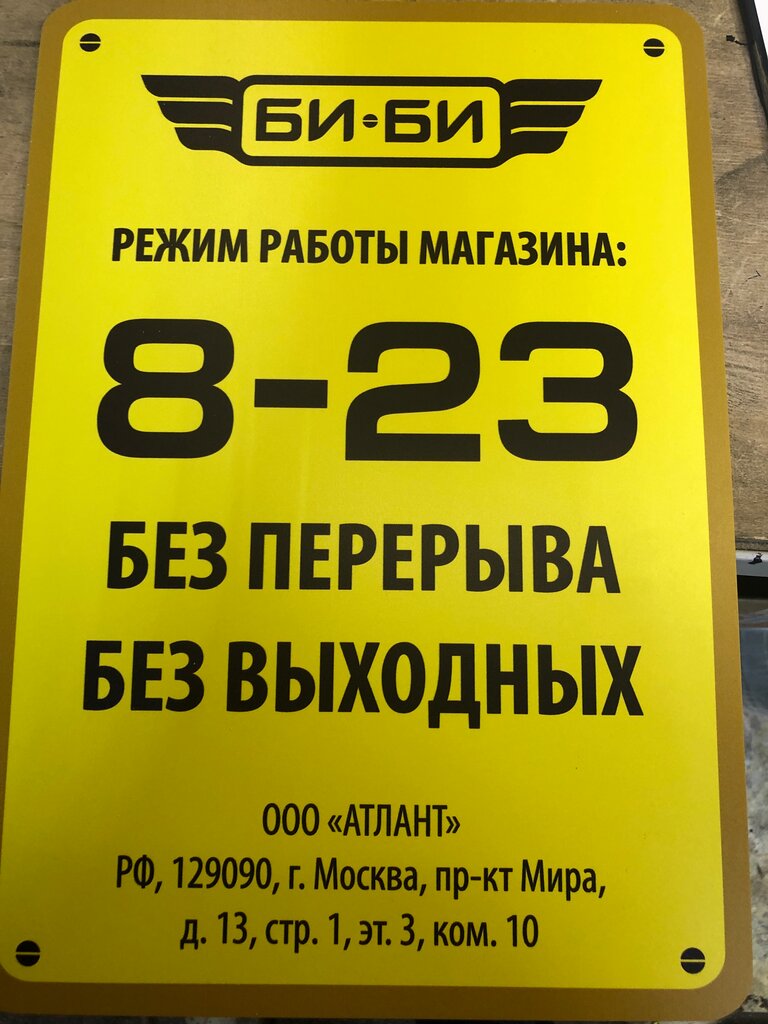 БИ•БИ
РЕЖИМ РАБОТЫ МАГАЗИНА:
8-23
БЕЗ ПЕРЕРЫВА
БЕЗ ВЫХОДНЫХ
ООО «АТЛАНТ»
РФ, 129090, г. Москва, пр-кт Мира,
д. 13, стр. 1, эт. 3, ком. 10